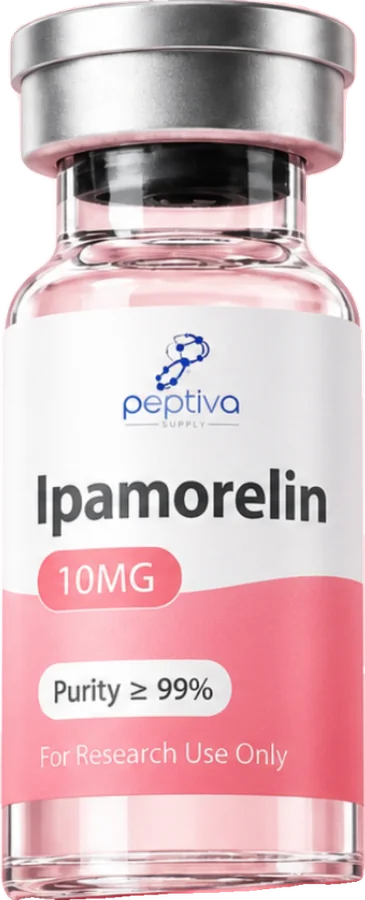 peptiva
SUPPLY
Ipamorelin
10MG
Purity ≥ 99%
For Research Use Only